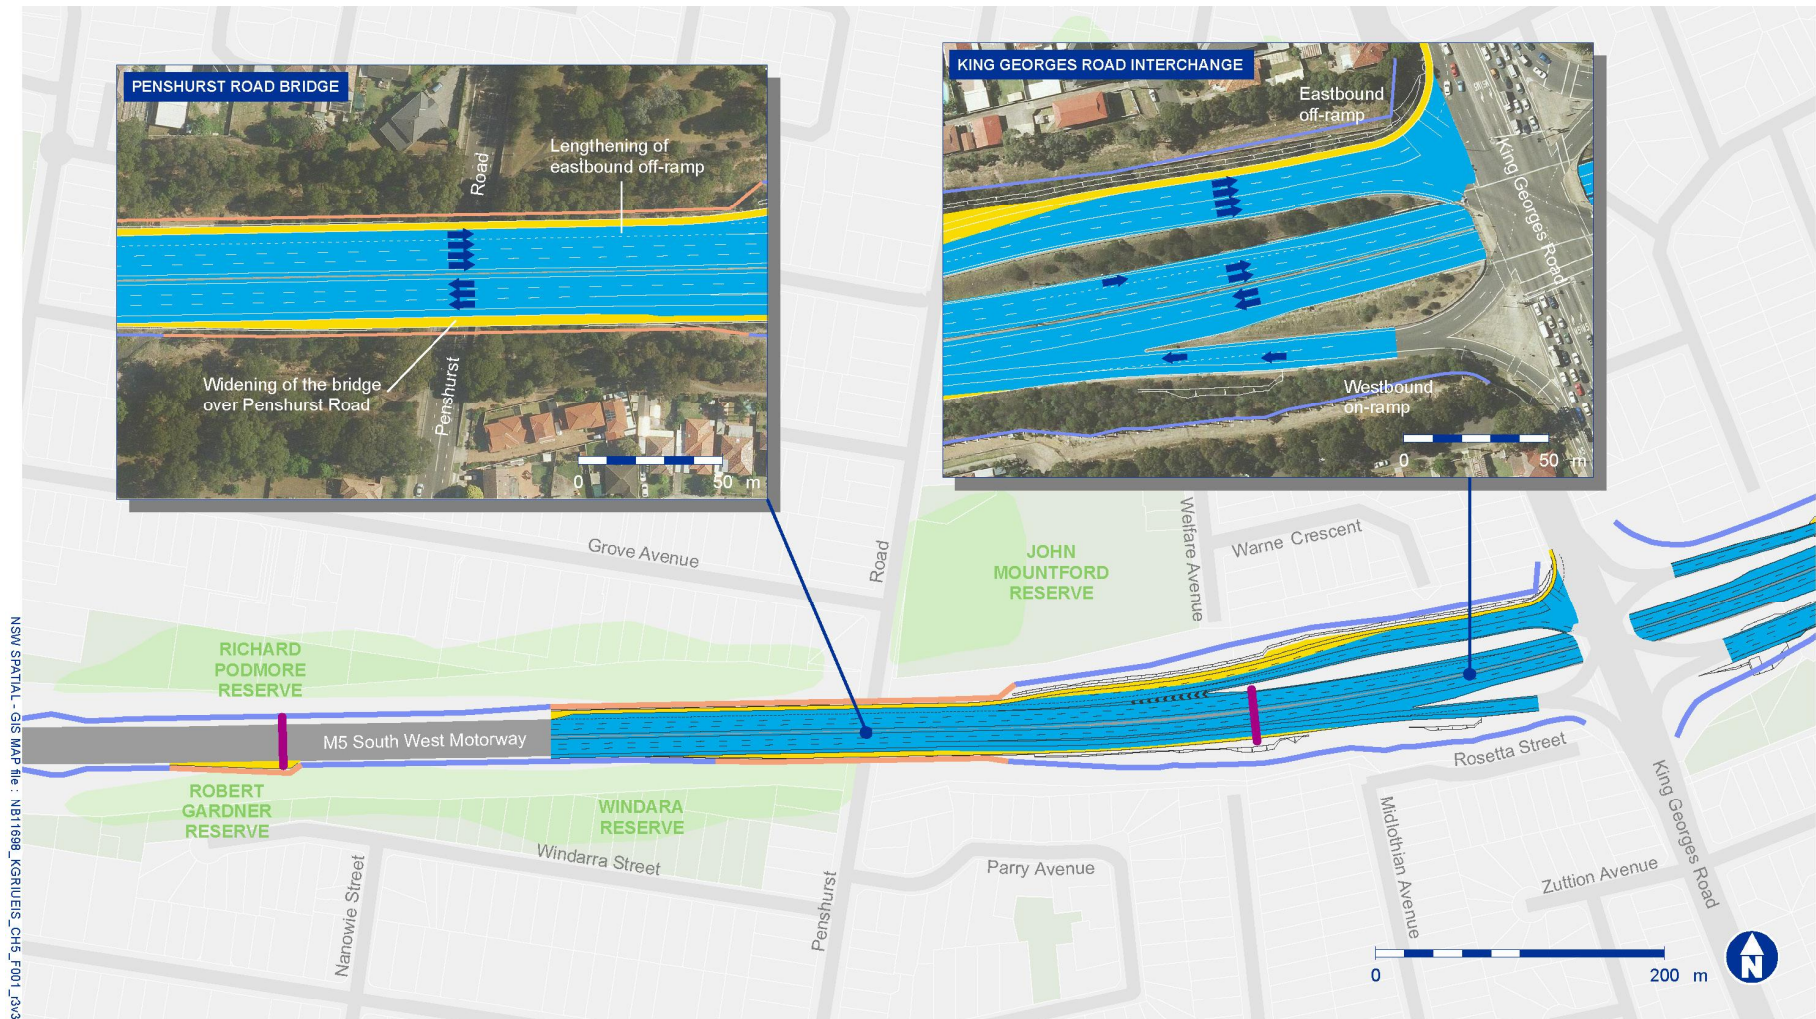 PENSHURST ROAD BRIDGE
Road
Lengthening of
eastbound off-ramp
Widening of the bridge
over Penshurst Road
Penshurst
0 50 m
KING GEORGES ROAD INTERCHANGE
Eastbound
off-ramp
King Georges Road
Westbound
on-ramp
0 50 m
Grove Avenue
Road
JOHN
MOUNTFORD
RESERVE
Welfare Avenue
Warne Crescent
RICHARD
PODMORE
RESERVE
M5 South West Motorway
ROBERT
GARDNER
RESERVE
WINDARA
RESERVE
Rosetta Street
King Georges Road
Midlothian Avenue
Nanowie Street
Windarra Street
Penshurst
Parry Avenue
Zuttion Avenue
0 200 m
N
NSW SPATIAL - GIS MAP file : NB11698_KGRIUEIS_CH5_F001_r3v3